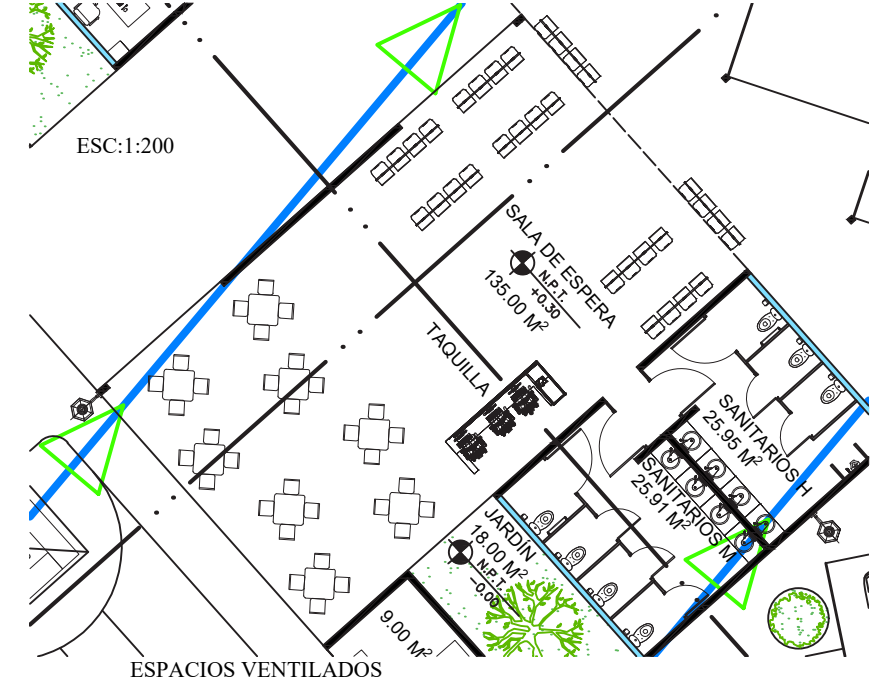 ESC:1:200
SALA DE ESPERA
N.P.T.
+0.30
135.00 M²
TAQUILLA
SANITARIOS H
25.95 M²
SANITARIOS M
25.91 M²
JARDÍN
18.00 M²
N.P.T.
-0.00
9.00 M²
ESPACIOS VENTILADOS